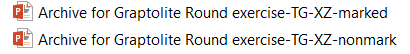 Archive for Graptolite Round exercise-TG-XZ-marked
Archive for Graptolite Round exercise-TG-XZ-nonmark